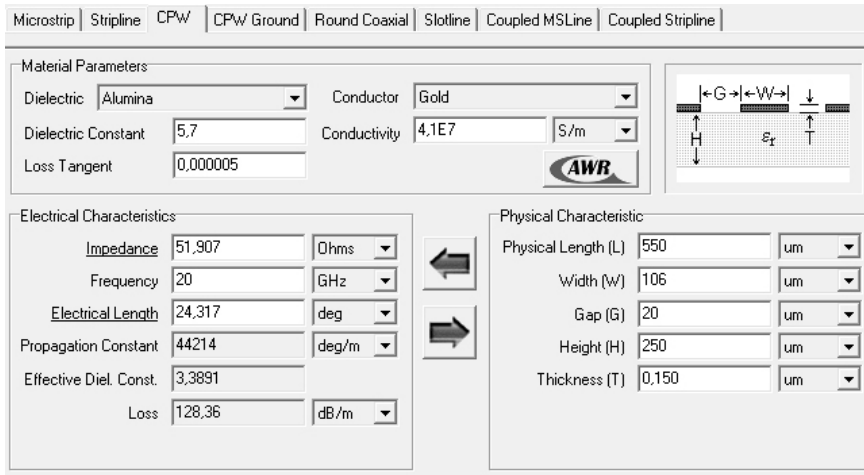 Microstrip Stripline CPW CPW Ground Round Coaxial Slotline Coupled MSLine Coupled Stripline
Material Parameters
Dielectric Alumina Conductor Gold
Dielectric Constant 5,7 Conductivity 4,1E7 S/m
Loss Tangent 0,000005 AWR
G W
H εr T
Electrical Characteristics
Impedance 51,907 Ohms
Frequency 20 GHz
Electrical Length 24,317 deg
Propagation Constant 44214 deg/m
Effective Diel. Const. 3,3891
Loss 128,36 dB/m
Physical Characteristic
Physical Length (L) 550 um
Width (W) 106 um
Gap (G) 20 um
Height (H) 250 um
Thickness (T) 0,150 um